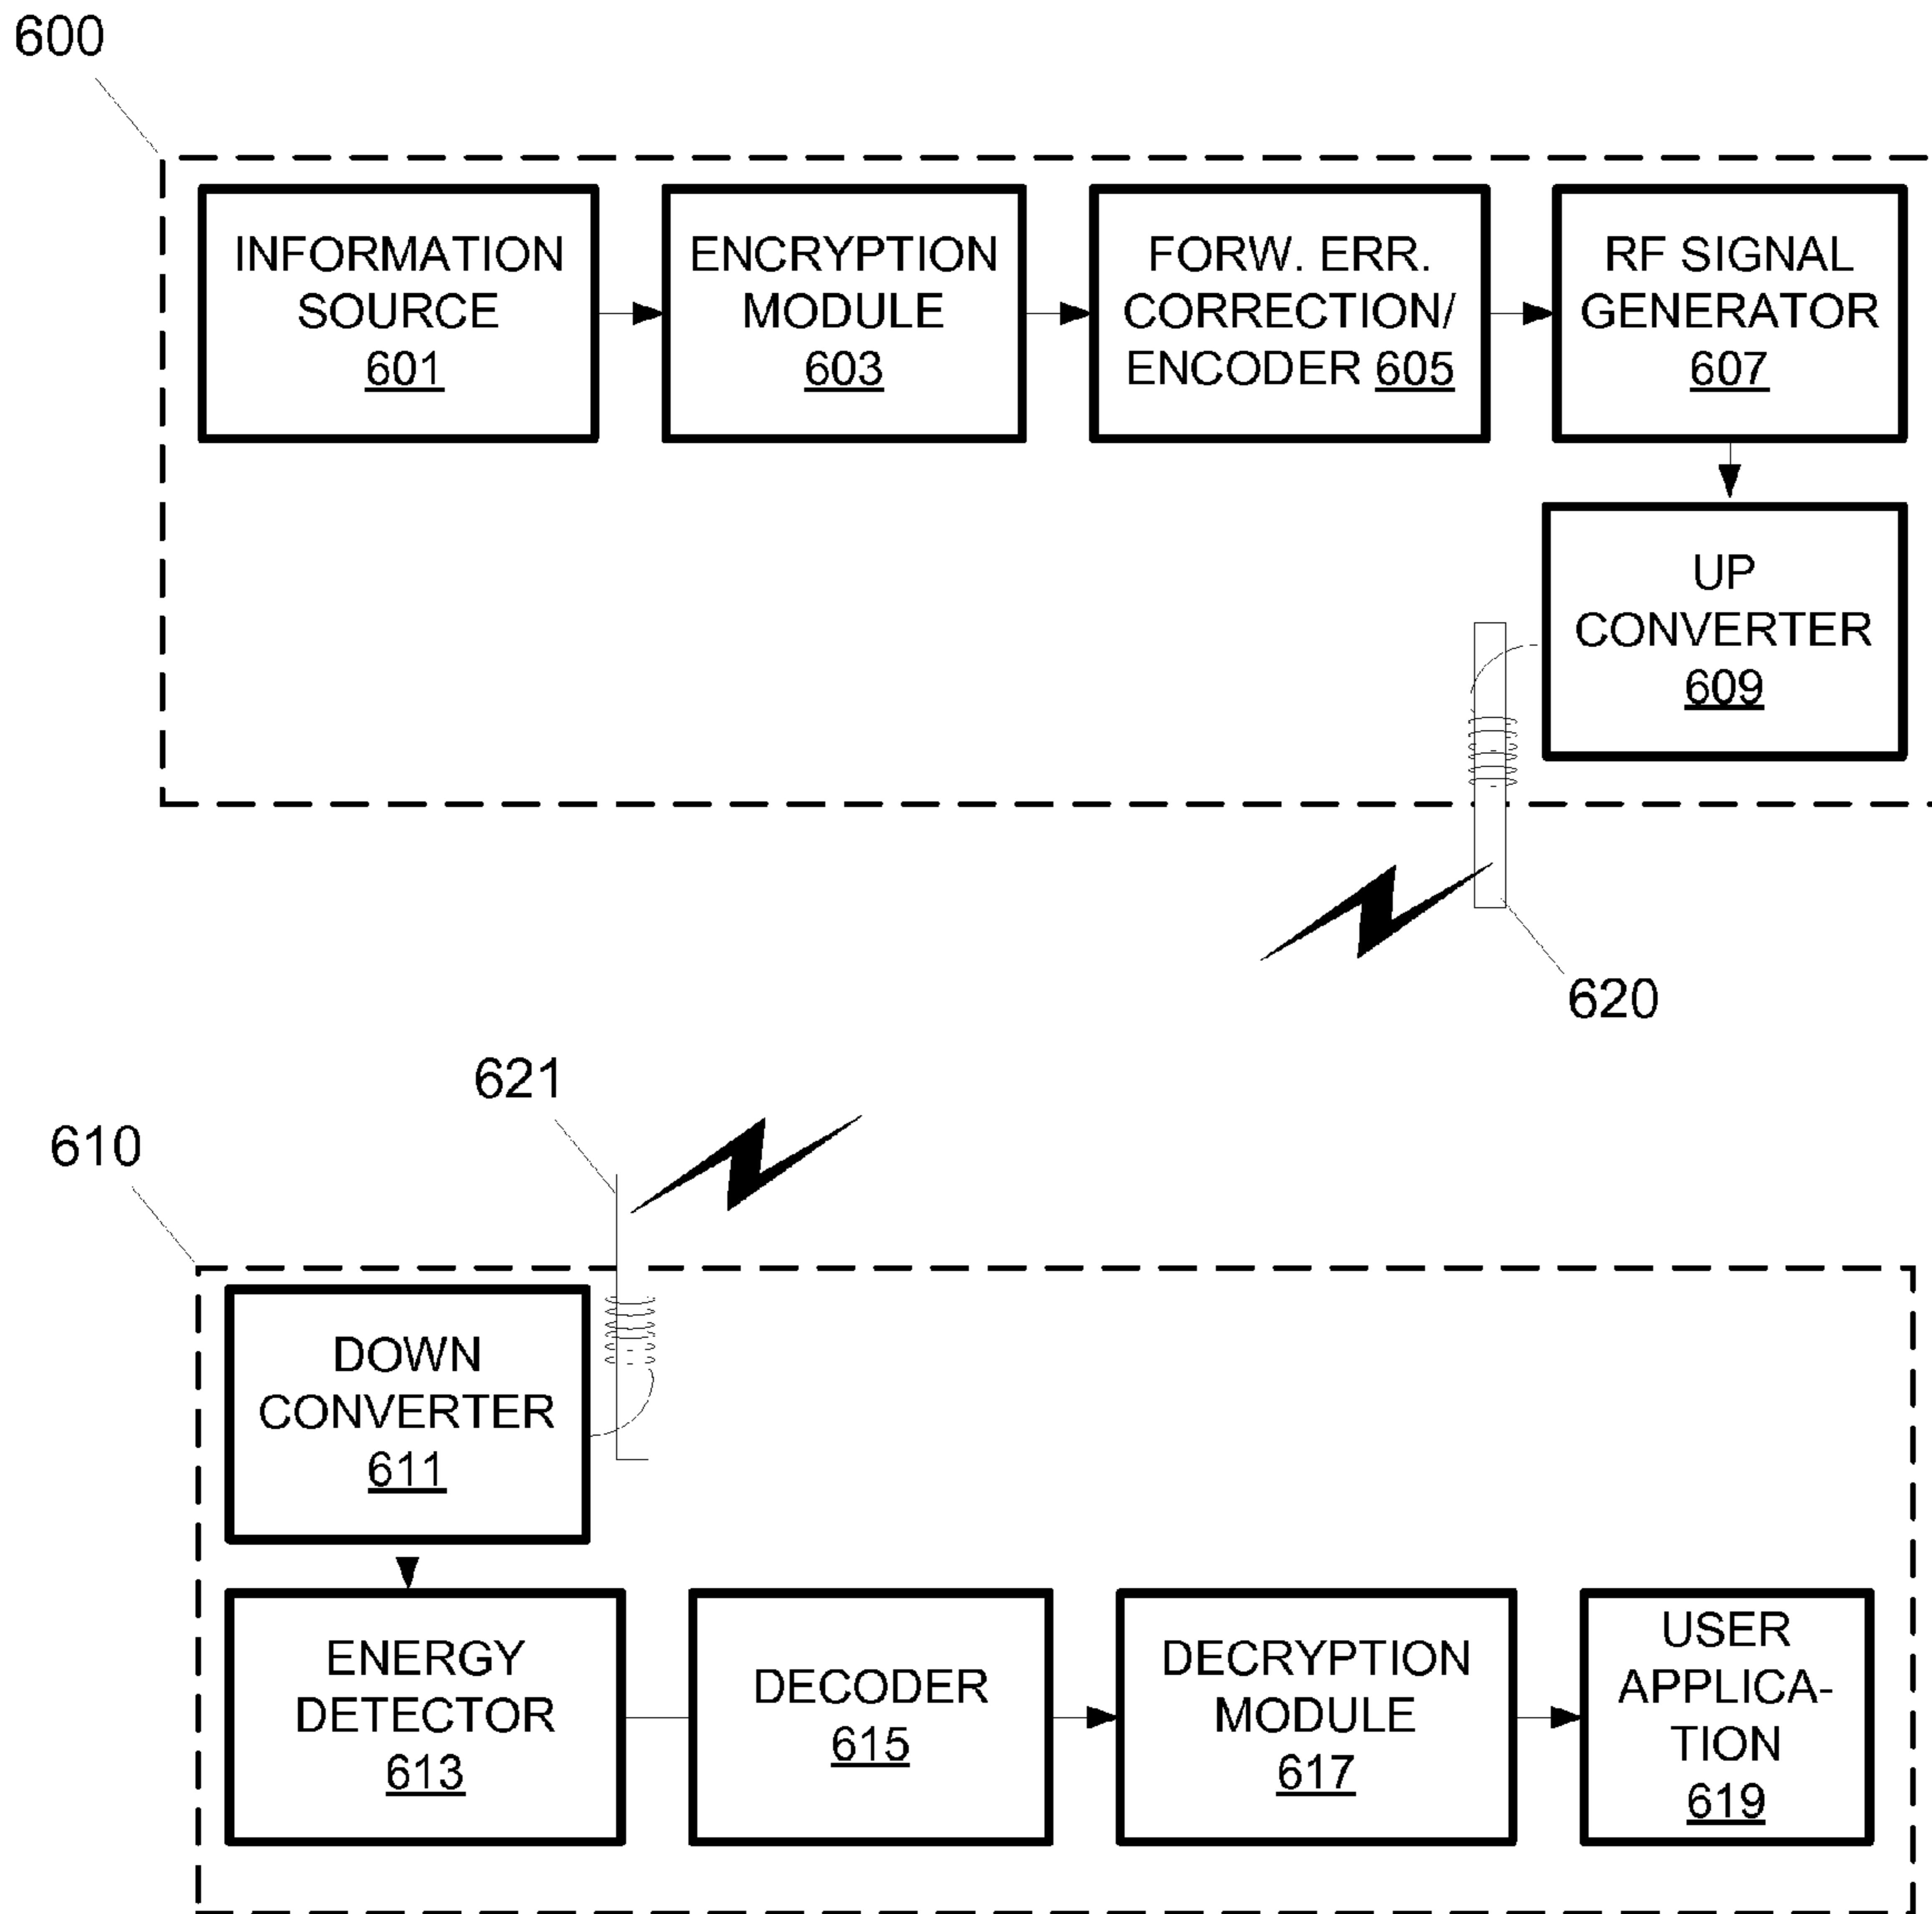 600
INFORMATION
SOURCE
601
ENCRYPTION
MODULE
603
FORW. ERR.
CORRECTION/
ENCODER 605
RF SIGNAL
GENERATOR
607
UP
CONVERTER
609
620
621
610
DOWN
CONVERTER
611
ENERGY
DETECTOR
613
DECODER
615
DECRYPTION
MODULE
617
USER
APPLICA-
TION
619